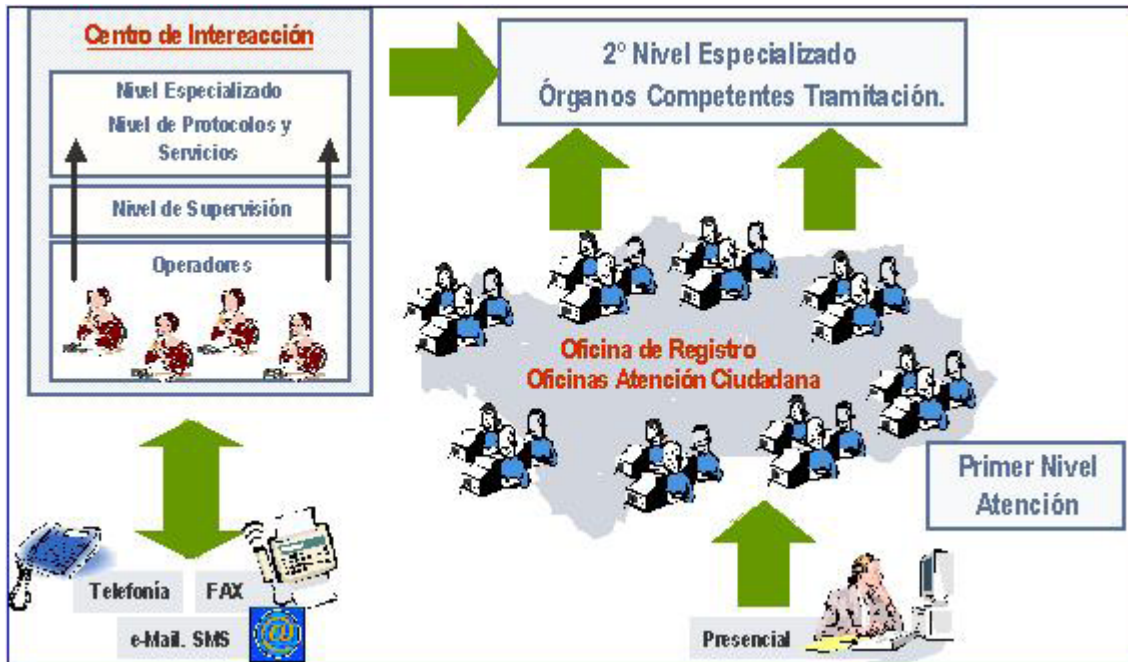 Centro de Intereacción
Nivel Especializado
Nivel de Protocolos y
Servicios
Nivel de Supervisión
Operadores
Telefonía
FAX
e-Mail. SMS
2º Nivel Especializado
Órganos Competentes Tramitación.
Oficina de Registro
Oficinas Atención Ciudadana
Primer Nivel
Atención
Presencial